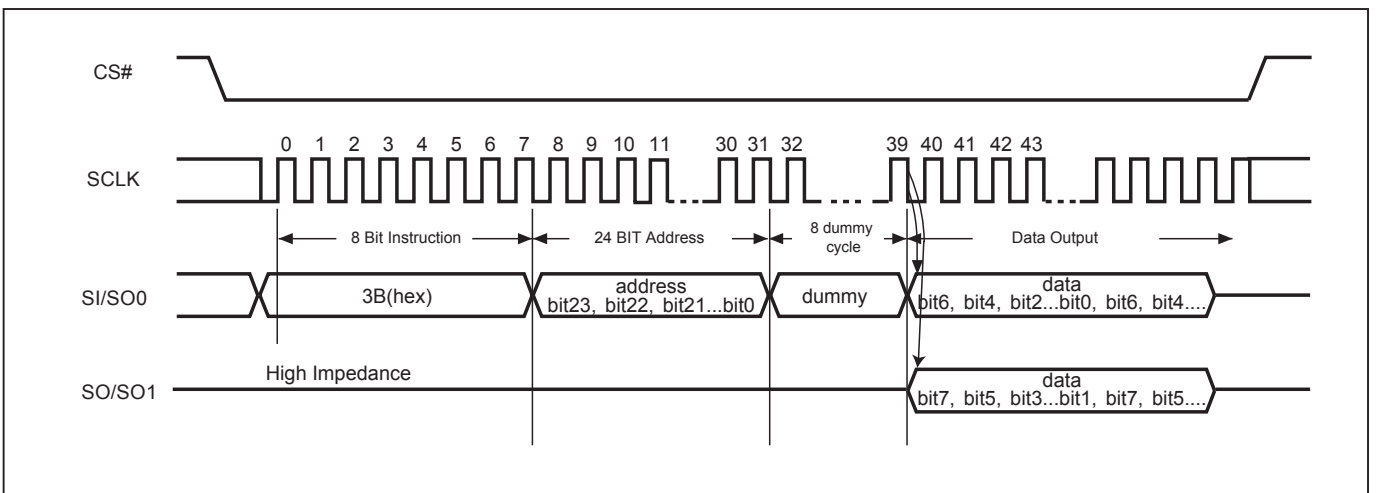 CS#
0 1 2 3 4 5 6 7 8 9 10 11 30 31 32 39 40 41 42 43
SCLK
8 Bit Instruction
24 BIT Address
8 dummy
cycle
Data Output
SI/SO0
3B(hex)
address
bit23, bit22, bit21...bit0
dummy
data
bit6, bit4, bit2...bit0, bit6, bit4....
High Impedance
SO/SO1
data
bit7, bit5, bit3...bit1, bit7, bit5....